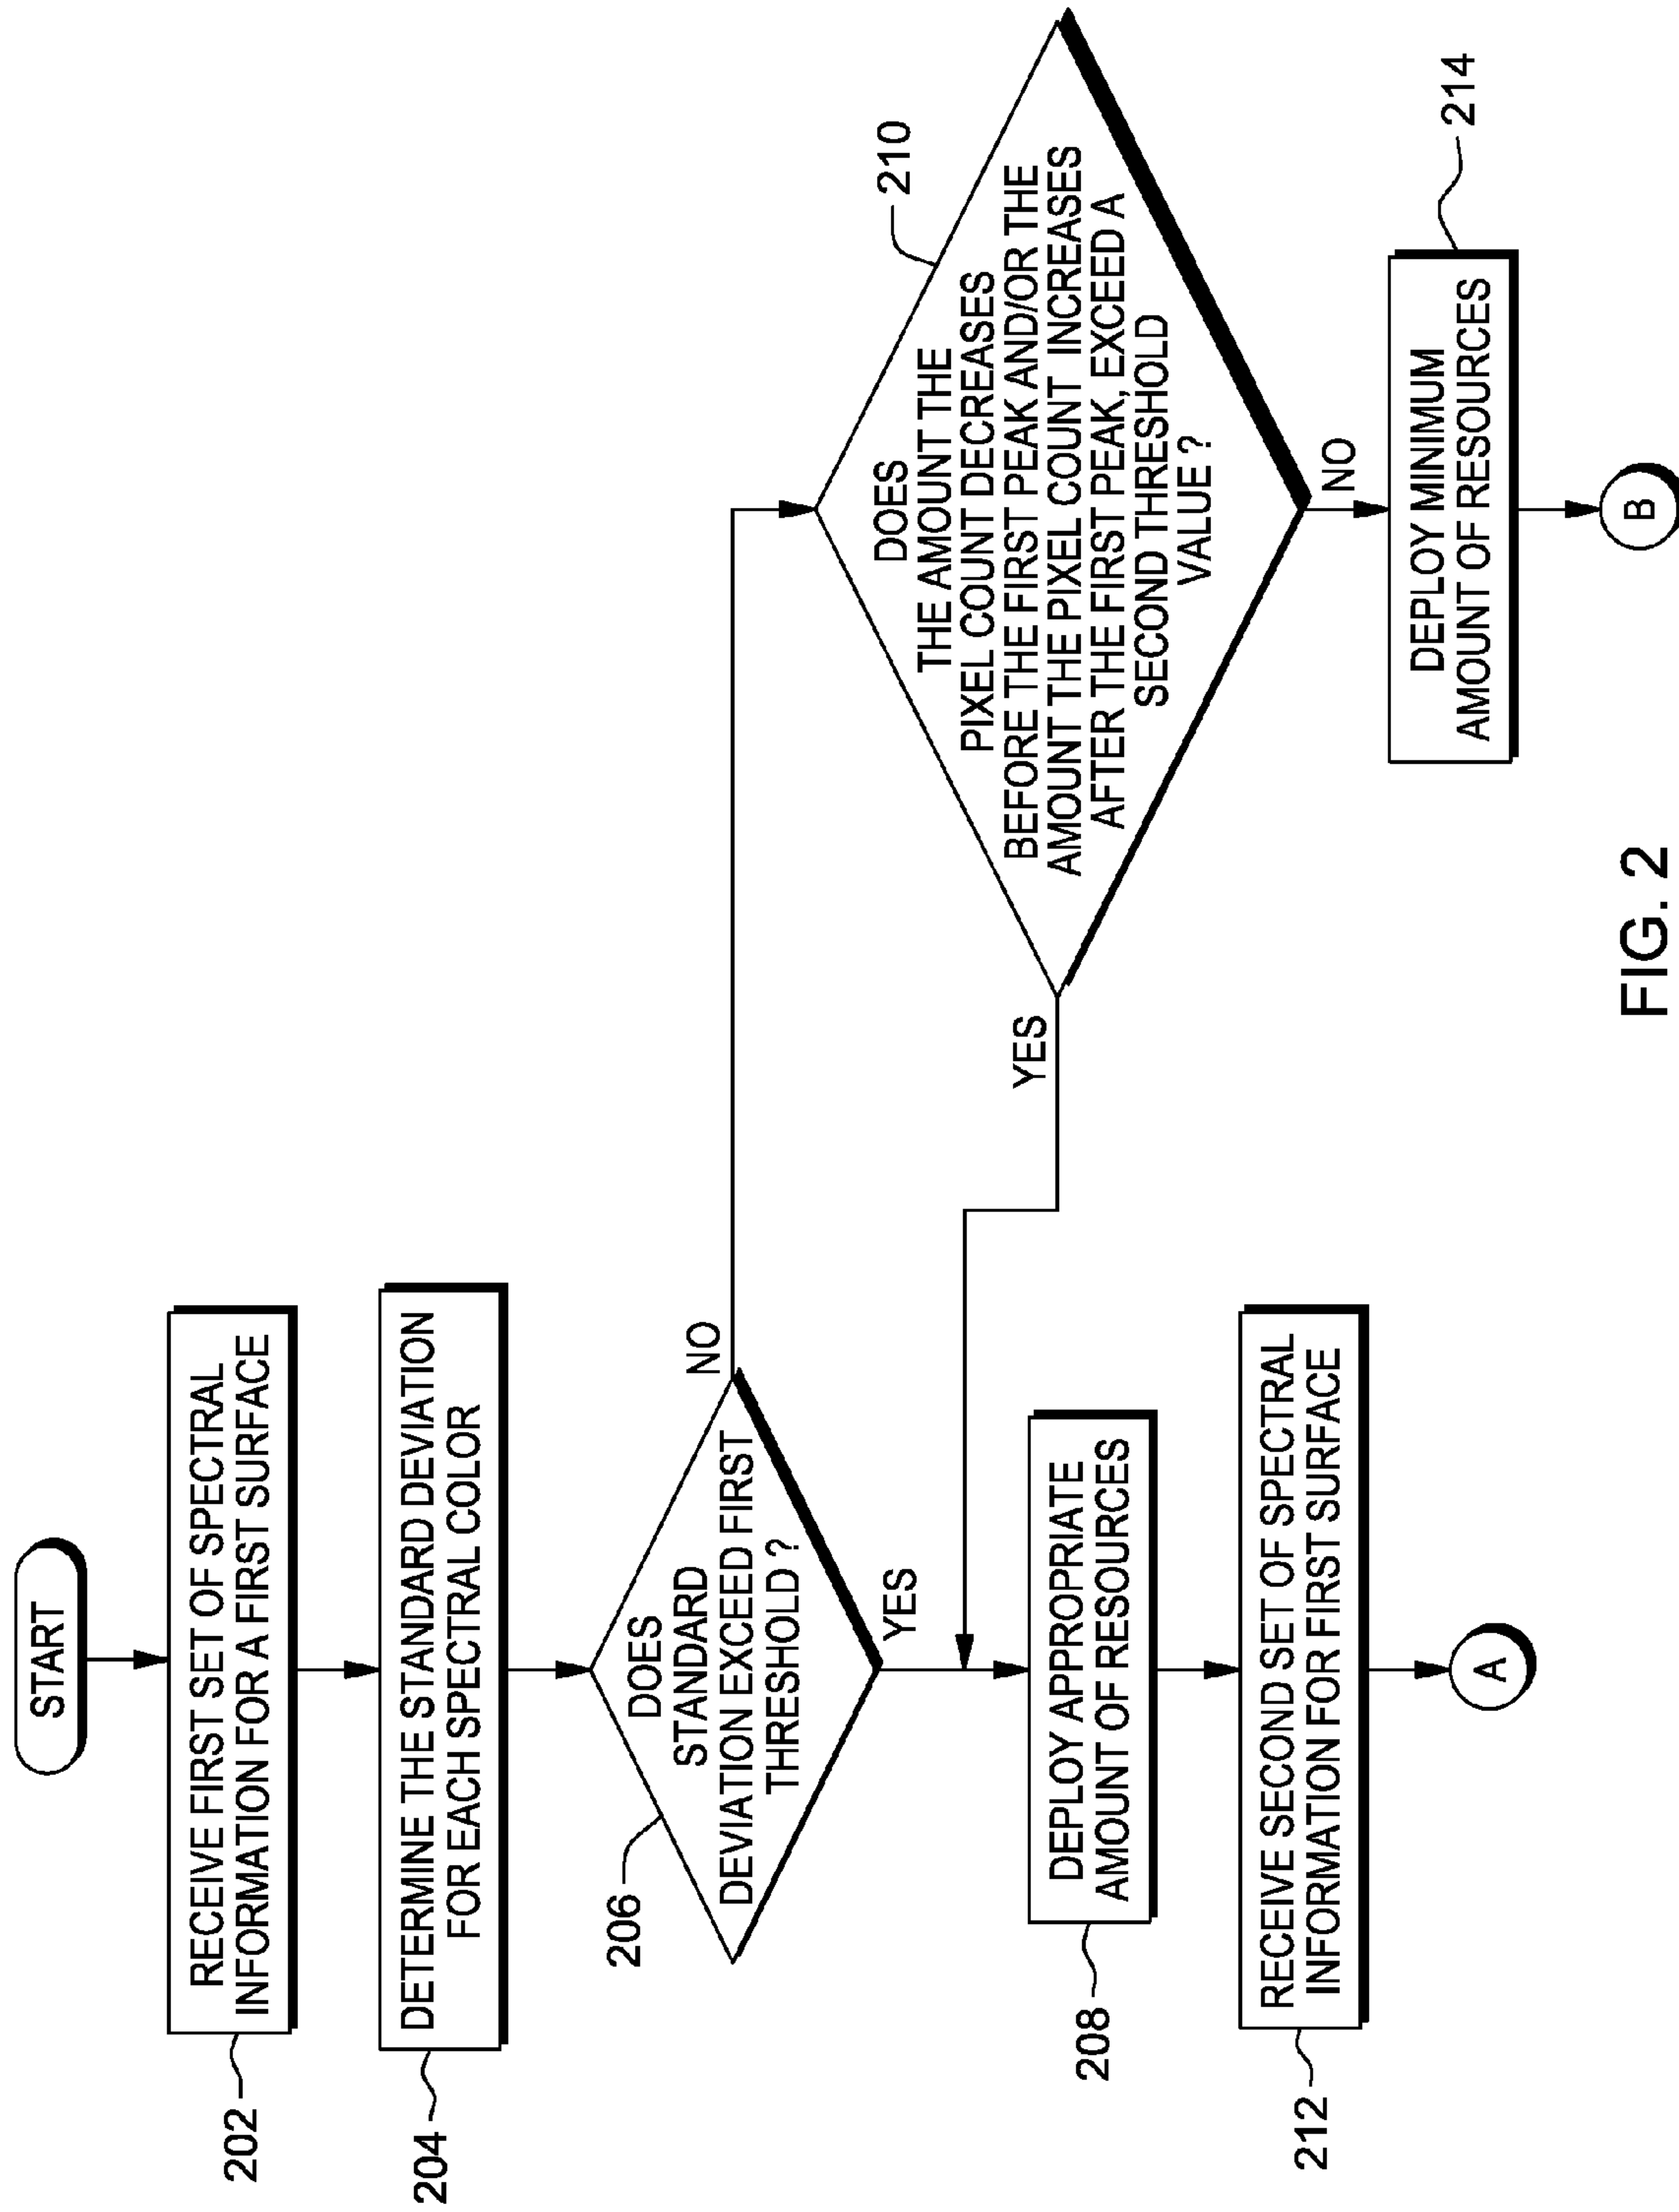 START
202
RECEIVE FIRST SET OF SPECTRAL
INFORMATION FOR A FIRST SURFACE
204
DETERMINE THE STANDARD DEVIATION
FOR EACH SPECTRAL COLOR
206
DOES
STANDARD
DEVIATION EXCEED FIRST
THRESHOLD ?
NO
YES
210
DOES
THE AMOUNT THE
PIXEL COUNT DECREASES
BEFORE THE FIRST PEAK AND/OR THE
AMOUNT THE PIXEL COUNT INCREASES
AFTER THE FIRST PEAK, EXCEED A
SECOND THRESHOLD
VALUE ?
YES
NO
208
DEPLOY APPROPRIATE
AMOUNT OF RESOURCES
212
RECEIVE SECOND SET OF SPECTRAL
INFORMATION FOR FIRST SURFACE
A
214
DEPLOY MINIMUM
AMOUNT OF RESOURCES
B
FIG. 2